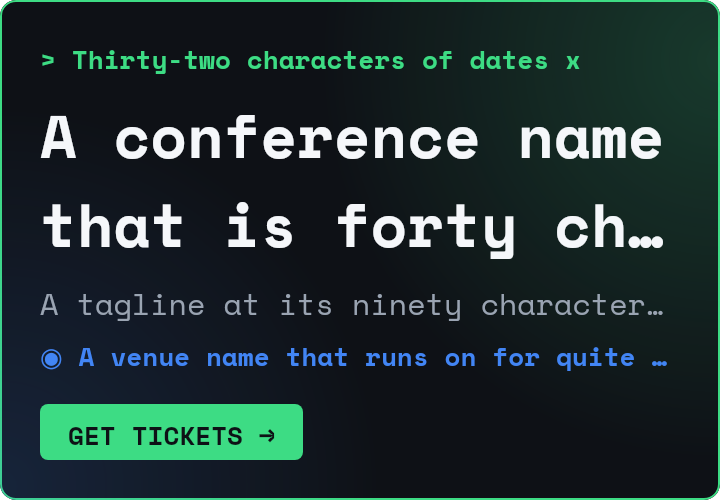 > Thirty-two characters of dates x
A conference name
that is forty ch…
A tagline at its ninety character…
◉ A venue name that runs on for quite …
GET TICKETS →